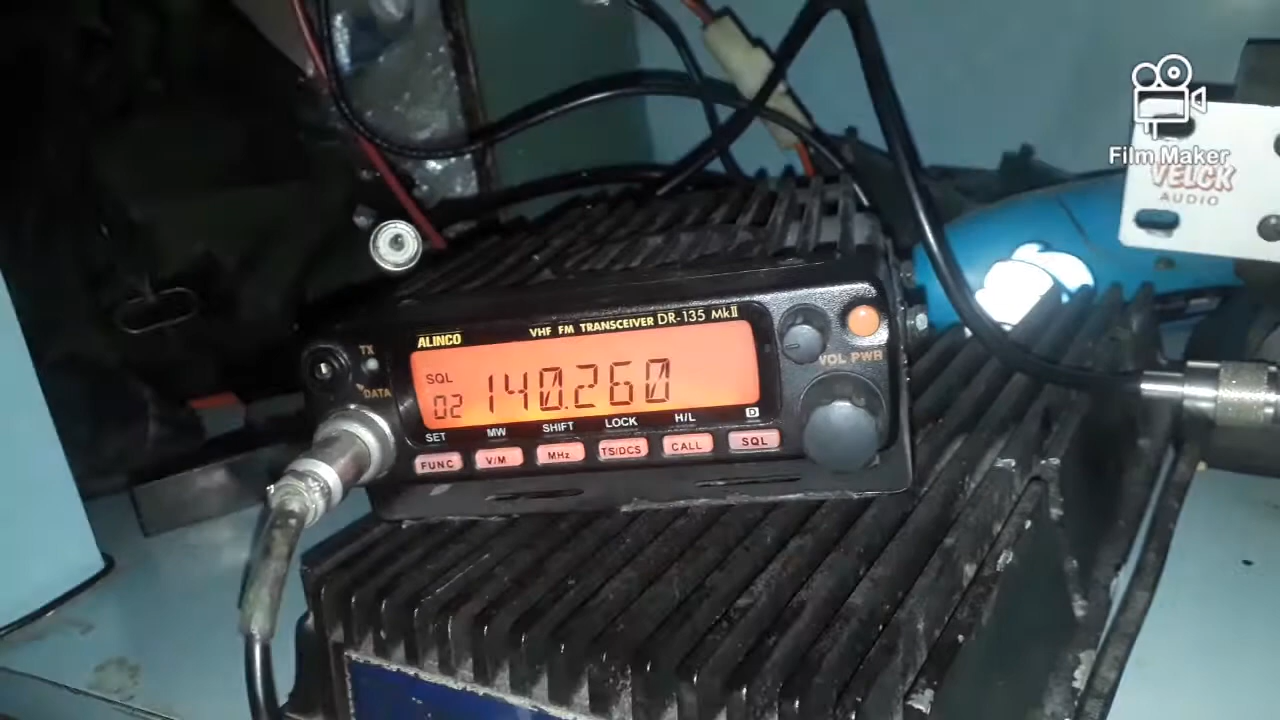 Film Maker
VELCK
AUDIO
ALINCO
VHF FM TRANSCEIVER DR-135 MkII
TX
DATA
SQL
02 140.260
VOL PWR
SET MW SHIFT LOCK H/L D
FUNC V/M MHz TS/DCS CALL SQL